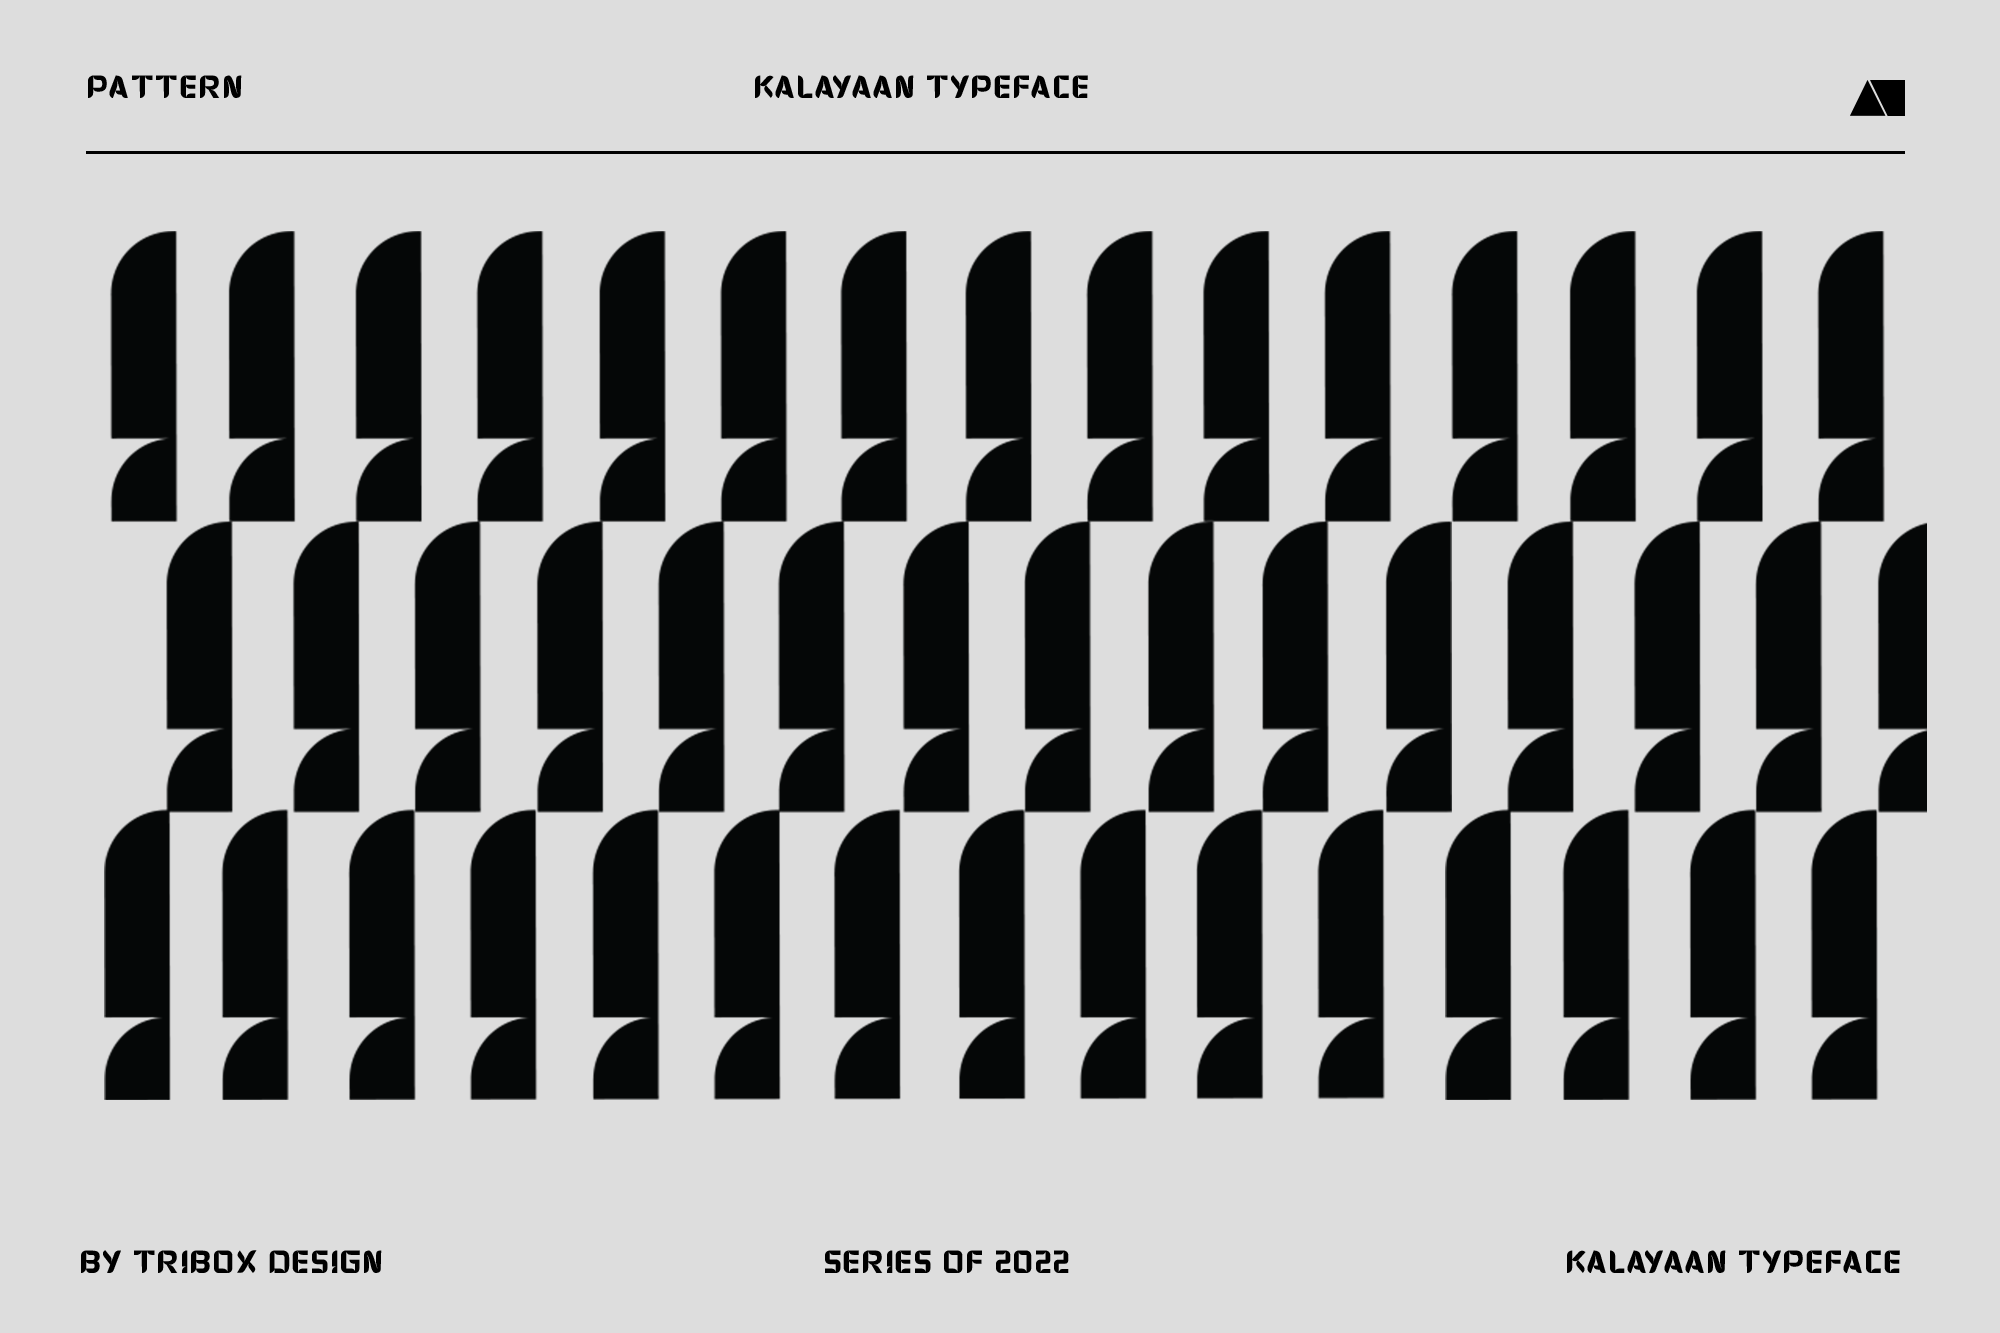 PATTERN
KALAYAAN TYPEFACE
BY TRIBOX DESIGN
SERIES OF 2022
KALAYAAN TYPEFACE